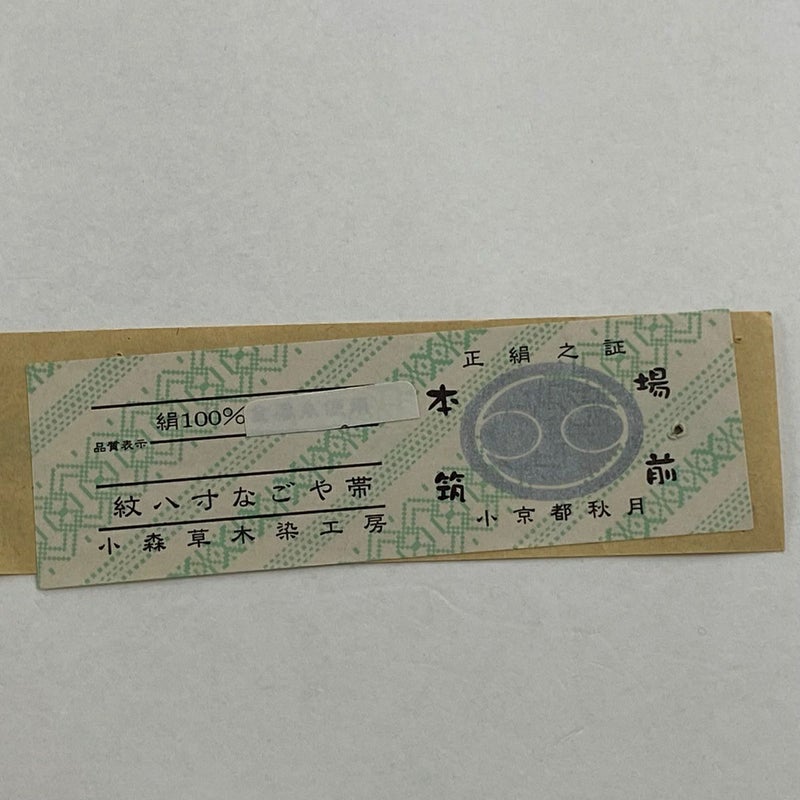 絹100%
品質表示
紋八寸なごや帯
小森草木染工房
正絹之証
本場
筑前
小京都秋月